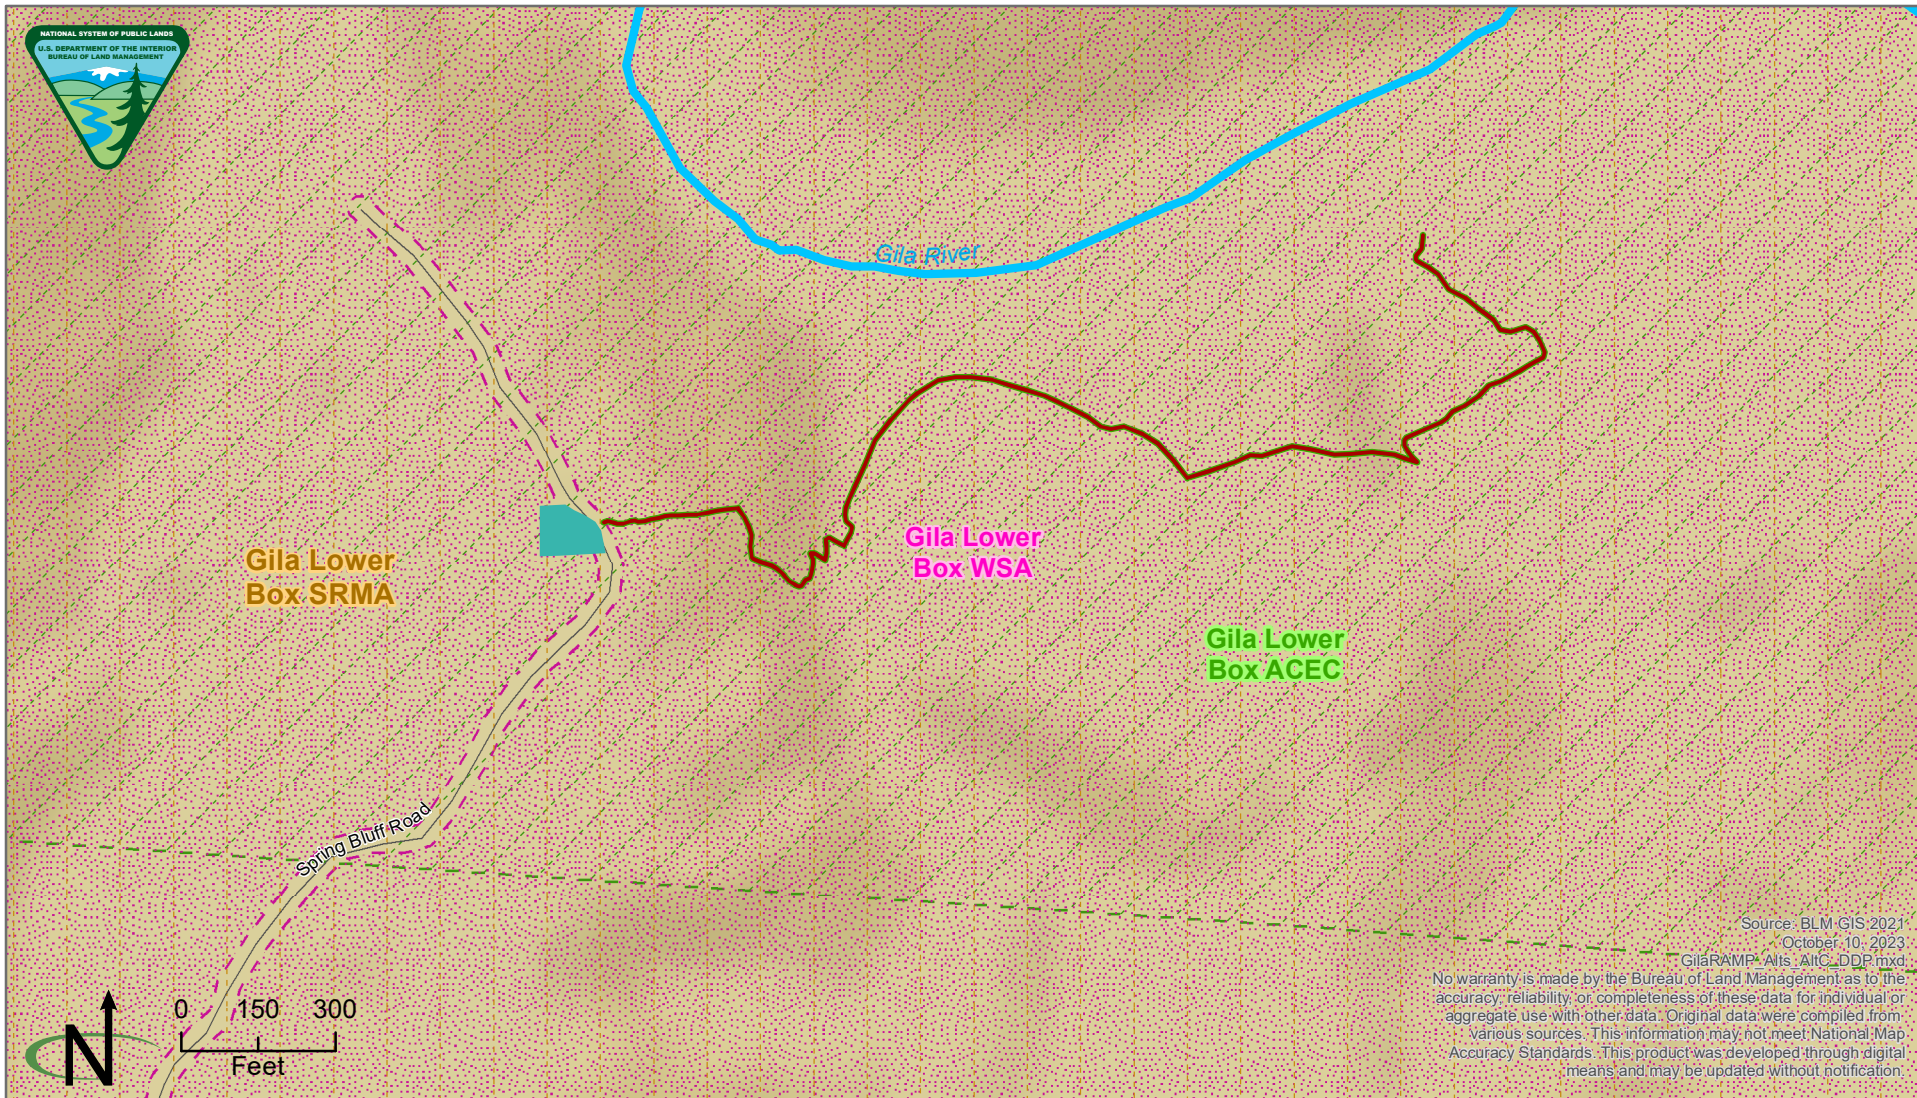 NATIONAL SYSTEM OF PUBLIC LANDS
U.S. DEPARTMENT OF THE INTERIOR
BUREAU OF LAND MANAGEMENT
Gila River
Gila Lower
Box WSA
Gila Lower
Box SRMA
Gila Lower
Box ACEC
Spring Bluff Road
Source: BLM GIS 2021
October 10, 2023
GilaRAMP_Alts_AltC_DDP.mxd
No warranty is made by the Bureau of Land Management as to the
accuracy, reliability, or completeness of these data for individual or
aggregate use with other data. Original data were compiled from
various sources. This information may not meet National Map
Accuracy Standards. This product was developed through digital
means and may be updated without notification.
0 150 300
Feet
N